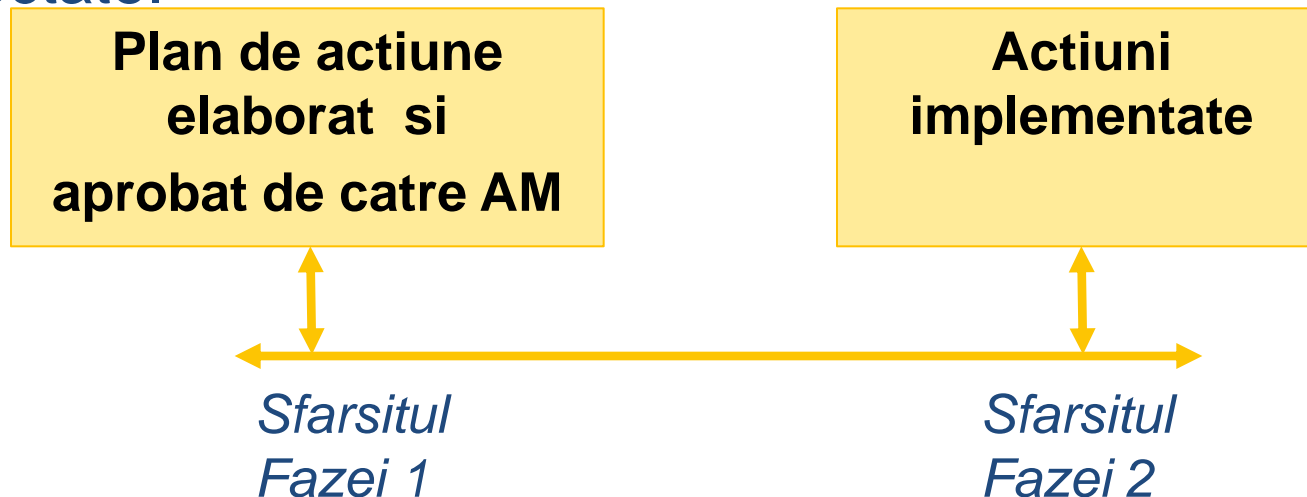 Plan de actiune
elaborat si
aprobat de catre AM
Actiuni
implementate
Sfarsitul
Fazei 1
Sfarsitul
Fazei 2